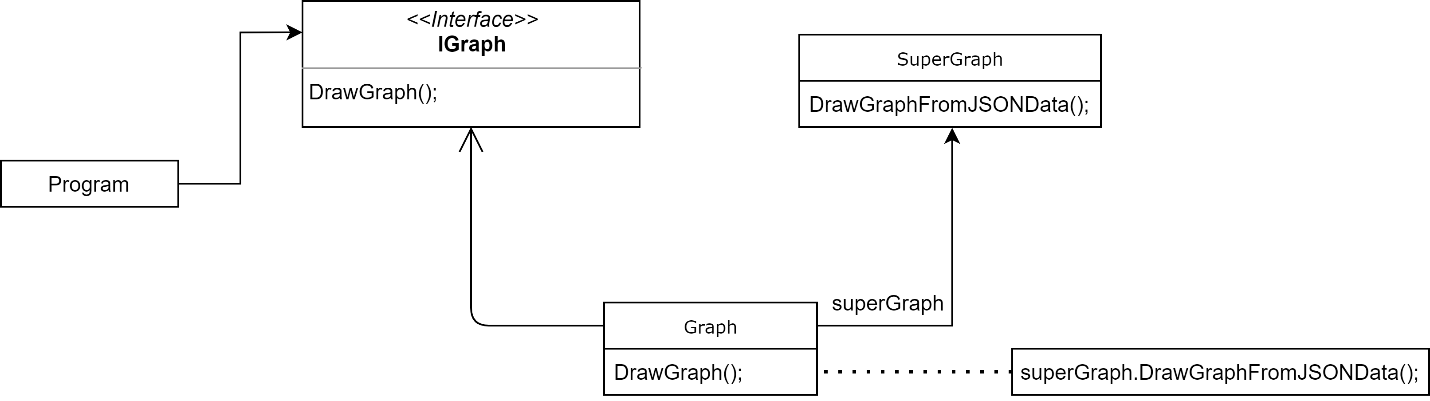 <<Interface>>
IGraph
DrawGraph();
SuperGraph
DrawGraphFromJSONData();
Program
superGraph
Graph
DrawGraph();
superGraph.DrawGraphFromJSONData();